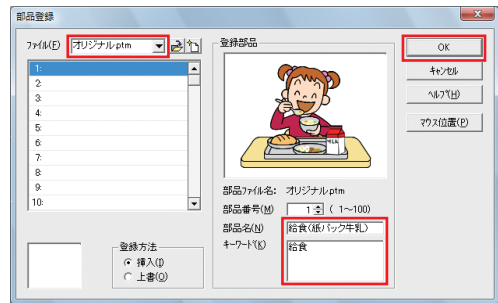 部品登録
ファイル(F) オリジナル.ptm
1:
2:
3:
4:
5:
6:
7:
8:
9:
10:
登録方法
挿入(I)
上書(O)
登録部品
MILK
部品ファイル名: オリジナル.ptm
部品番号(M) 1 ( 1~100)
部品名(N) 給食(紙パック牛乳)
キーワード(K) 給食
OK
キャンセル
ヘルプ(H)
マウス位置(P)